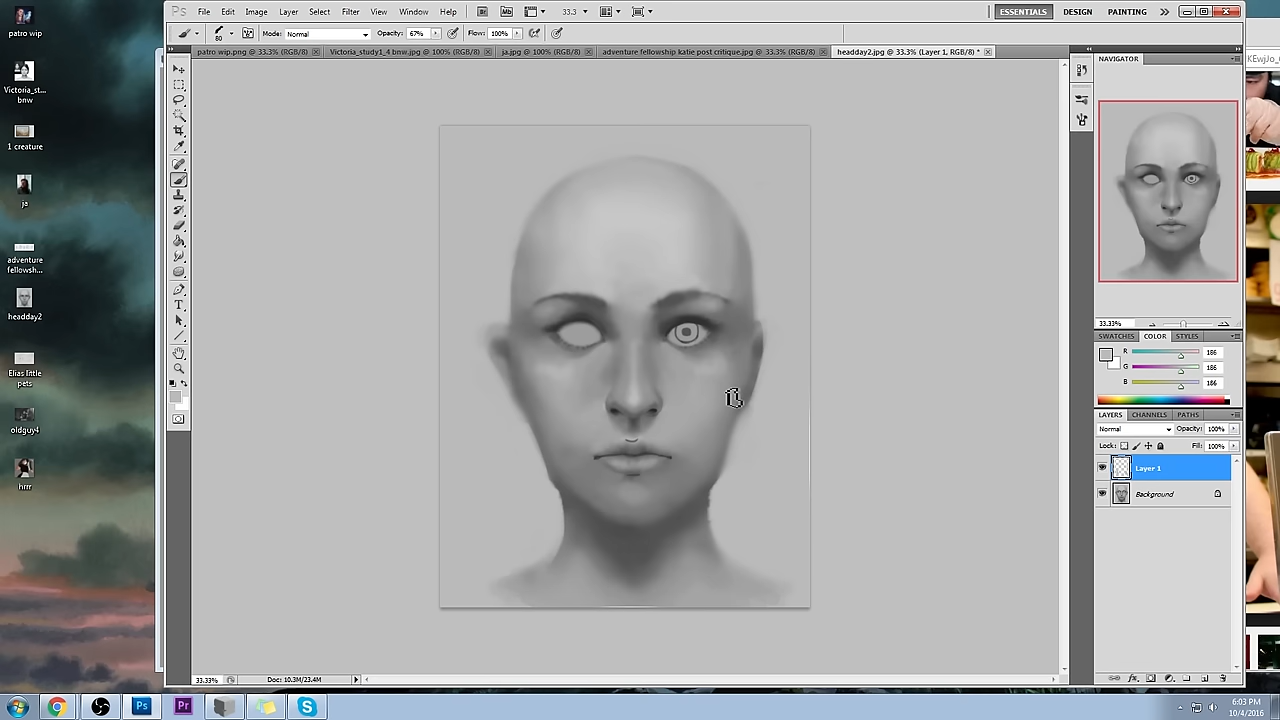 patro wip
Victoria_st... bnw
1 creature
ja
adventure fellowsh...
headday2
Elias little pets
oldguy4
hrrr
Ps File Edit Image Layer Select Filter View Window Help Br Mb 33.3 ESSENTIALS DESIGN PAINTING
80 Mode: Normal Opacity: 67% Flow: 100%
patro wip.png @ 33.3% (RGB/8) Victoria_study1_4 bnw.jpg @ 100% (RGB/8) ja.jpg @ 100% (RGB/8) adventure fellowship katie post critique.jpg @ 33.3% (RGB/8) headday2.jpg @ 33.3% (Layer 1, RGB/8) *
NAVIGATOR
33.33%
SWATCHES COLOR STYLES
R 186
G 186
B 186
LAYERS CHANNELS PATHS
Normal Opacity: 100%
Lock: Fill: 100%
Layer 1
Background
33.33% Doc: 10.3M/23.4M
Ps Pr
6:03 PM
10/4/2016